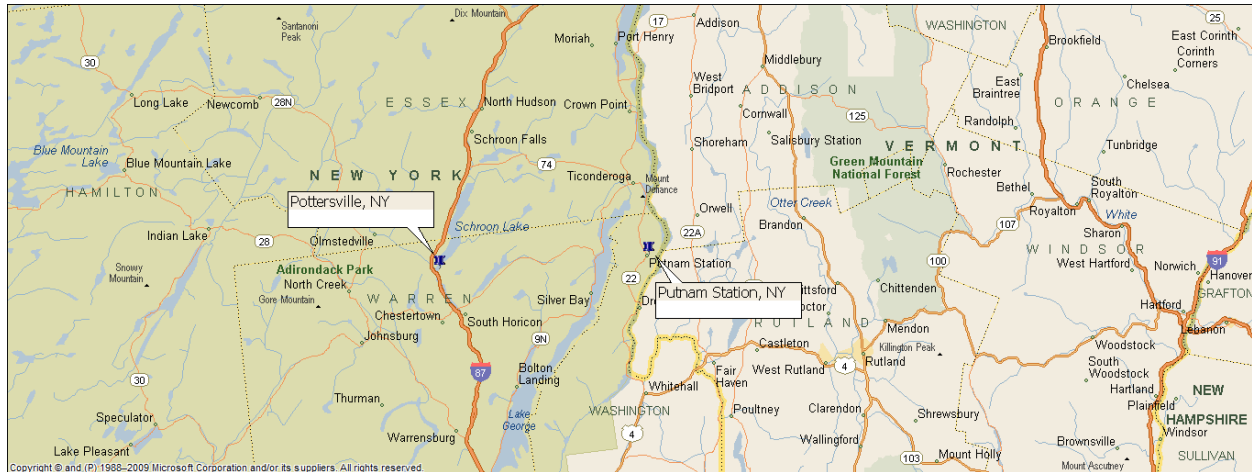 Dix Mountain
Santanoni
Peak
Moriah
17
Addison
Port Henry
WASHINGTON
25
East Corinth
Corinth
Corners
Brookfield
30
Long Lake
Newcomb
28N
ESSEX
North Hudson
Crown Point
Middlebury
West
Bridport
ADDISON
East
Braintree
Chelsea
ORANGE
Cornwall
125
Randolph
Schroon Falls
Shoreham
Salisbury Station
VERMONT
Tunbridge
Blue Mountain
Lake
Blue Mountain Lake
74
Green Mountain
National Forest
Rochester
HAMILTON
NEW YORK
Ticonderoga
Mount
Defiance
Bethel
South
Royalton
Pottersville, NY
Otter Creek
Royalton
White
Orwell
Brandon
107
Sharon
Indian Lake
28
Olmstedville
Schroon Lake
22A
WINDSOR
91
Putnam Station
100
West Hartford
Norwich
Hanover
Snowy
Mountain
Adirondack Park
North Creek
Gore Mountain
22
Putnam Station, NY
Chittenden
GRAFTON
WARREN
Silver Bay
Hartford
Chestertown
South Horicon
RUTLAND
Mendon
Lebanon
Johnsburg
9N
Castleton
Killington Peak
Woodstock
87
Bolton
Landing
Fair
Haven
West Rutland
4
Rutland
South
Woodstock
30
Whitehall
Hartland
NEW
HAMPSHIRE
Thurman
Lake
George
WASHINGTON
Poultney
Clarendon
Shrewsbury
Plainfield
Speculator
Warrensburg
4
Wallingford
Windsor
Lake Pleasant
103
Mount Holly
Brownsville
Mount Ascutney
SULLIVAN
Copyright © and (P) 1988–2009 Microsoft Corporation and/or its suppliers. All rights reserved.